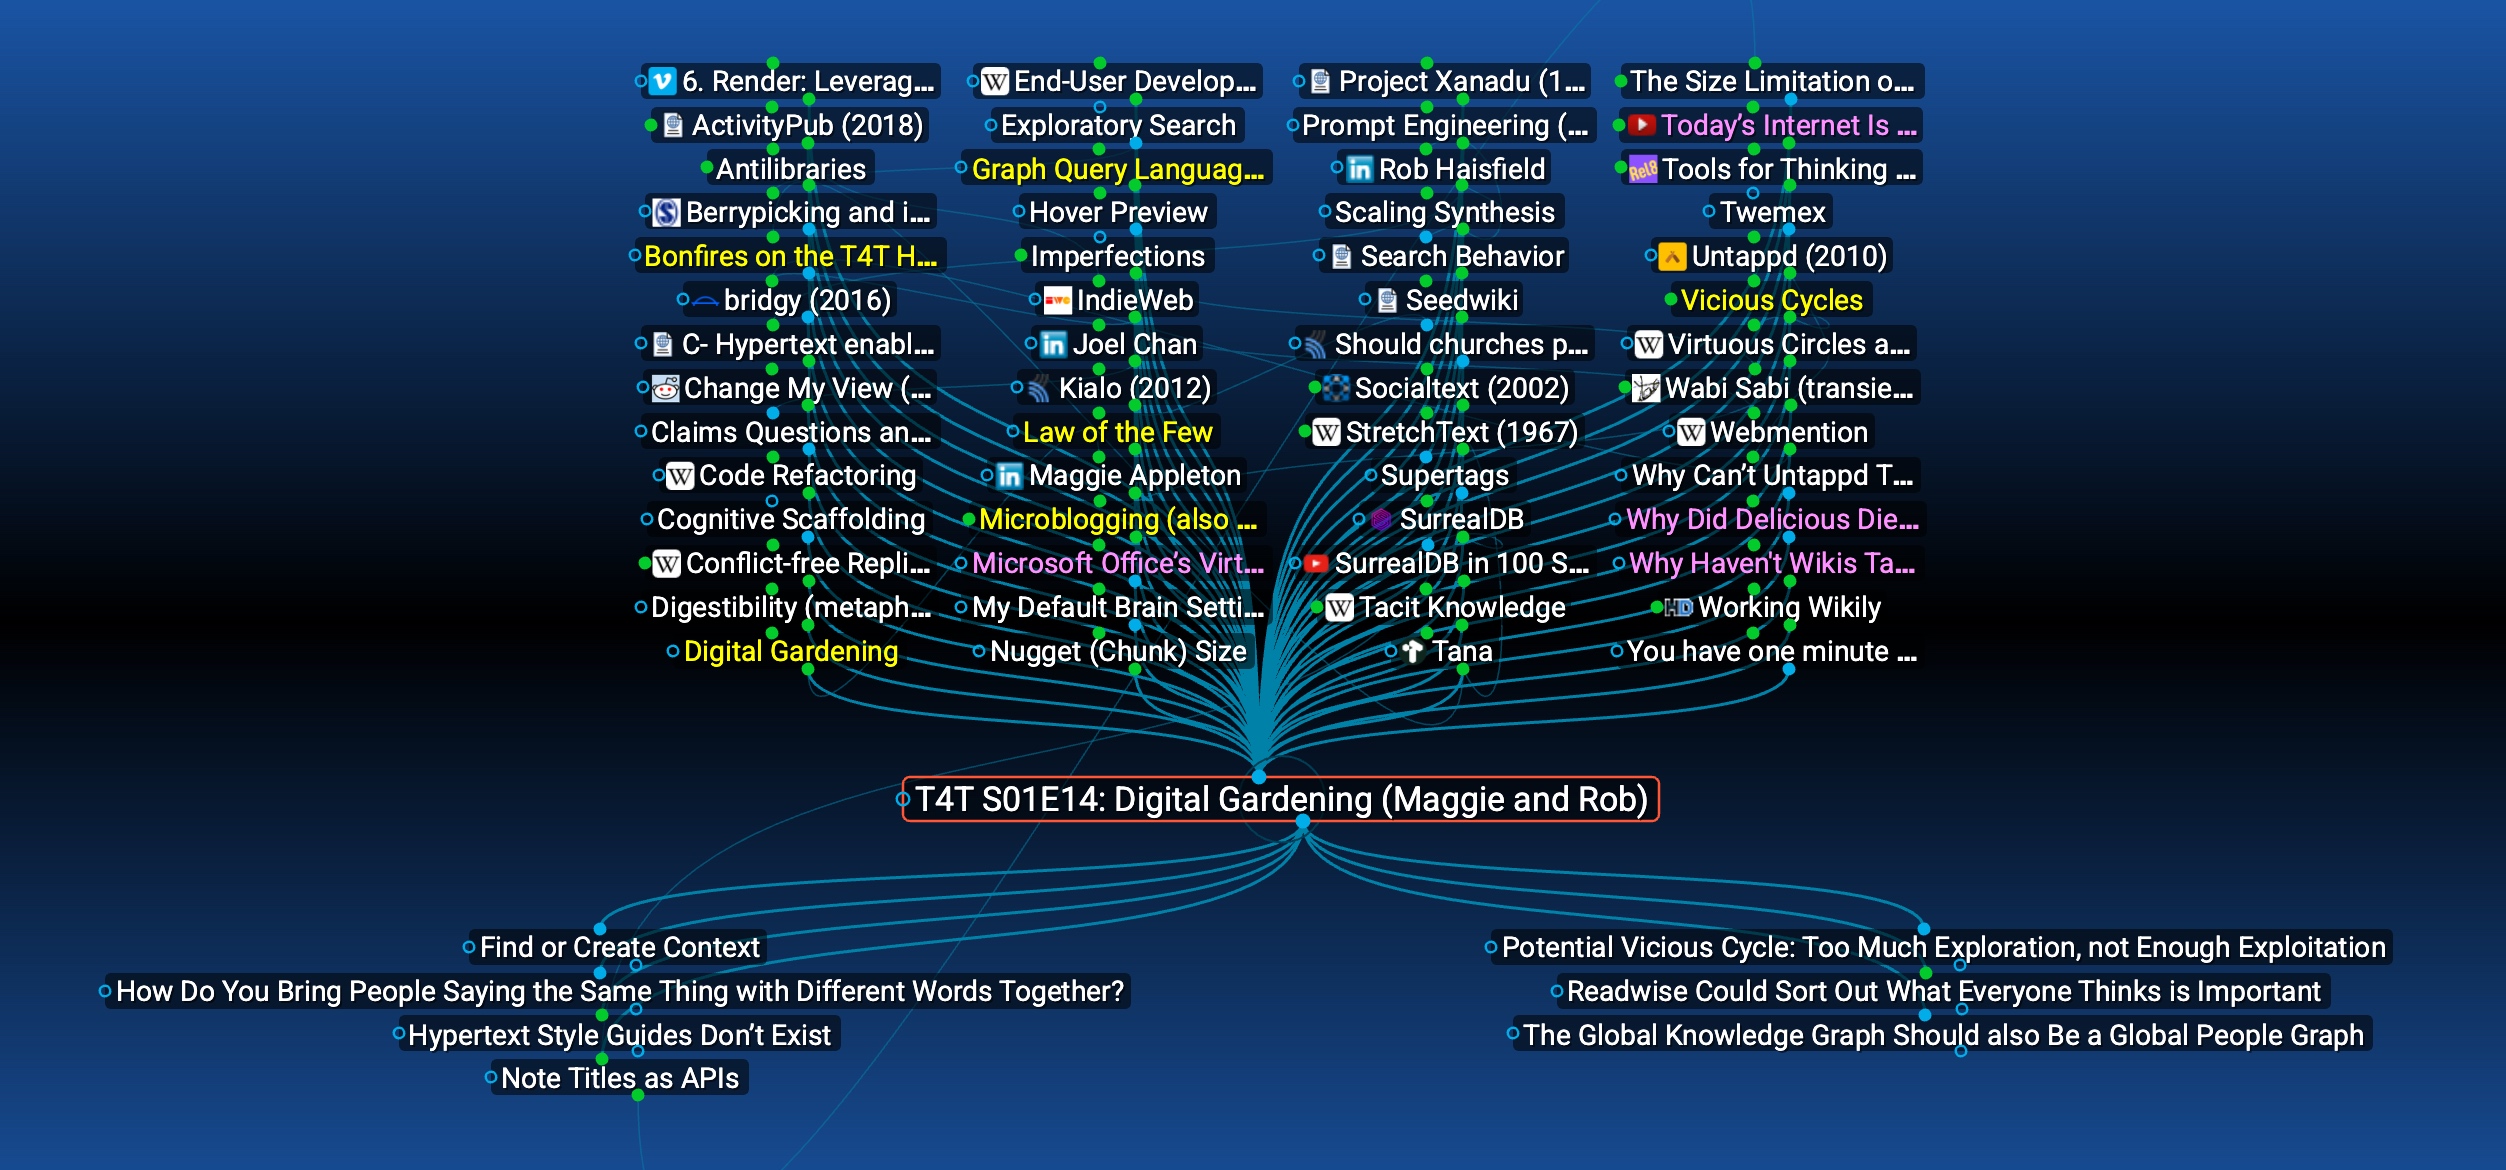 6. Render: Leverag...
ActivityPub (2018)
Antilibraries
Berrypicking and i...
Bonfires on the T4T H...
bridgy (2016)
C- Hypertext enabl...
Change My View (...
Claims Questions an...
Code Refactoring
Cognitive Scaffolding
Conflict-free Repli...
Digestibility (metaph...
Digital Gardening
End-User Develop...
Exploratory Search
Graph Query Languag...
Hover Preview
Imperfections
IndieWeb
Joel Chan
Kialo (2012)
Law of the Few
Maggie Appleton
Microblogging (also ...
Microsoft Office’s Virt...
My Default Brain Setti...
Nugget (Chunk) Size
Project Xanadu (1...
Prompt Engineering (...
Rob Haisfield
Scaling Synthesis
Search Behavior
Seedwiki
Should churches p...
Socialtext (2002)
StretchText (1967)
Supertags
SurrealDB
SurrealDB in 100 S...
Tacit Knowledge
Tana
The Size Limitation o...
Today’s Internet Is ...
Rel8 Tools for Thinking ...
Twemex
Untappd (2010)
Vicious Cycles
Virtuous Circles a...
Wabi Sabi (transie...
Webmention
Why Can’t Untappd T...
Why Did Delicious Die...
Why Haven't Wikis Ta...
Working Wikily
You have one minute ...
T4T S01E14: Digital Gardening (Maggie and Rob)
Find or Create Context
How Do You Bring People Saying the Same Thing with Different Words Together?
Hypertext Style Guides Don’t Exist
Note Titles as APIs
Potential Vicious Cycle: Too Much Exploration, not Enough Exploitation
Readwise Could Sort Out What Everyone Thinks is Important
The Global Knowledge Graph Should also Be a Global People Graph